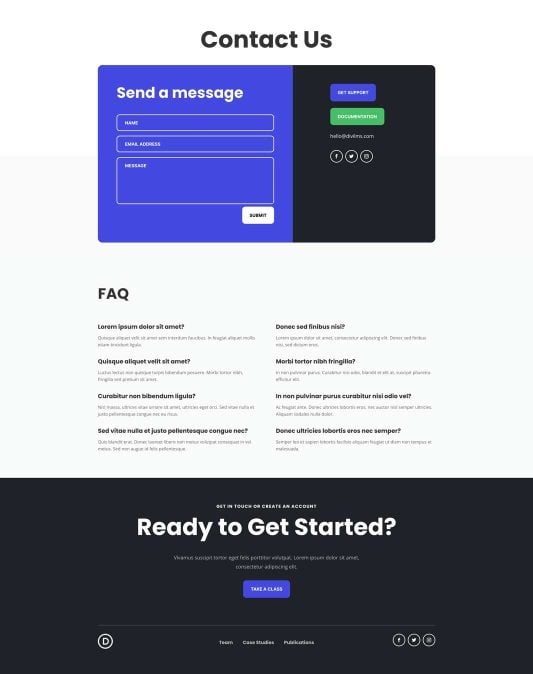 Contact Us
Send a message
NAME
EMAIL ADDRESS
MESSAGE
SUBMIT
GET SUPPORT
DOCUMENTATION
hello@divilms.com
FAQ
Lorem ipsum dolor sit amet?
Quisque aliquet velit sit amet sem interdum faucibus. In feugiat aliquet mollis
etiam tincidunt ligula.
Quisque aliquet velit sit amet?
Luctus lectus non quisque turpis bibendum posuere. Morbi tortor nibh,
fringilla sed pretium sit amet.
Curabitur non bibendum ligula?
Nisl massa, ultricies vitae ornare sit amet, ultricies eget orci. Sed vitae nulla et
justo pellentesque congue nec eu risus.
Sed vitae nulla et justo pellentesque congue nec?
Quis blandit erat. Donec laoreet libero non metus volutpat consequat in vel
metus. Sed non augue id felis pellentesque.
Donec sed finibus nisi?
Lorem ipsum dolor sit amet, consectetur adipiscing elit. Donec sed finibus
nisi, sed dictum eros.
Morbi tortor nibh fringilla?
In non pulvinar purus. Curabitur nisi odio, blandit et elit at, suscipit pharetra
efficitur elit.
In non pulvinar purus curabitur nisi odio vel?
Ac feugiat ante. Donec ultricies lobortis eros, nec auctor nisl semper ultricies.
Aliquam sodales nulla dolor.
Donec ultricies lobortis eros nec semper?
Semper leo et sapien lobortis facilisis aliquam feugiat ut diam non tempus et
malesuada.
GET IN TOUCH OR CREATE AN ACCOUNT
Ready to Get Started?
Vivamus suscipit tortor eget felis porttitor volutpat. Lorem ipsum dolor sit amet,
consectetur adipiscing elit.
TAKE A CLASS
D
Team Case Studies Publications